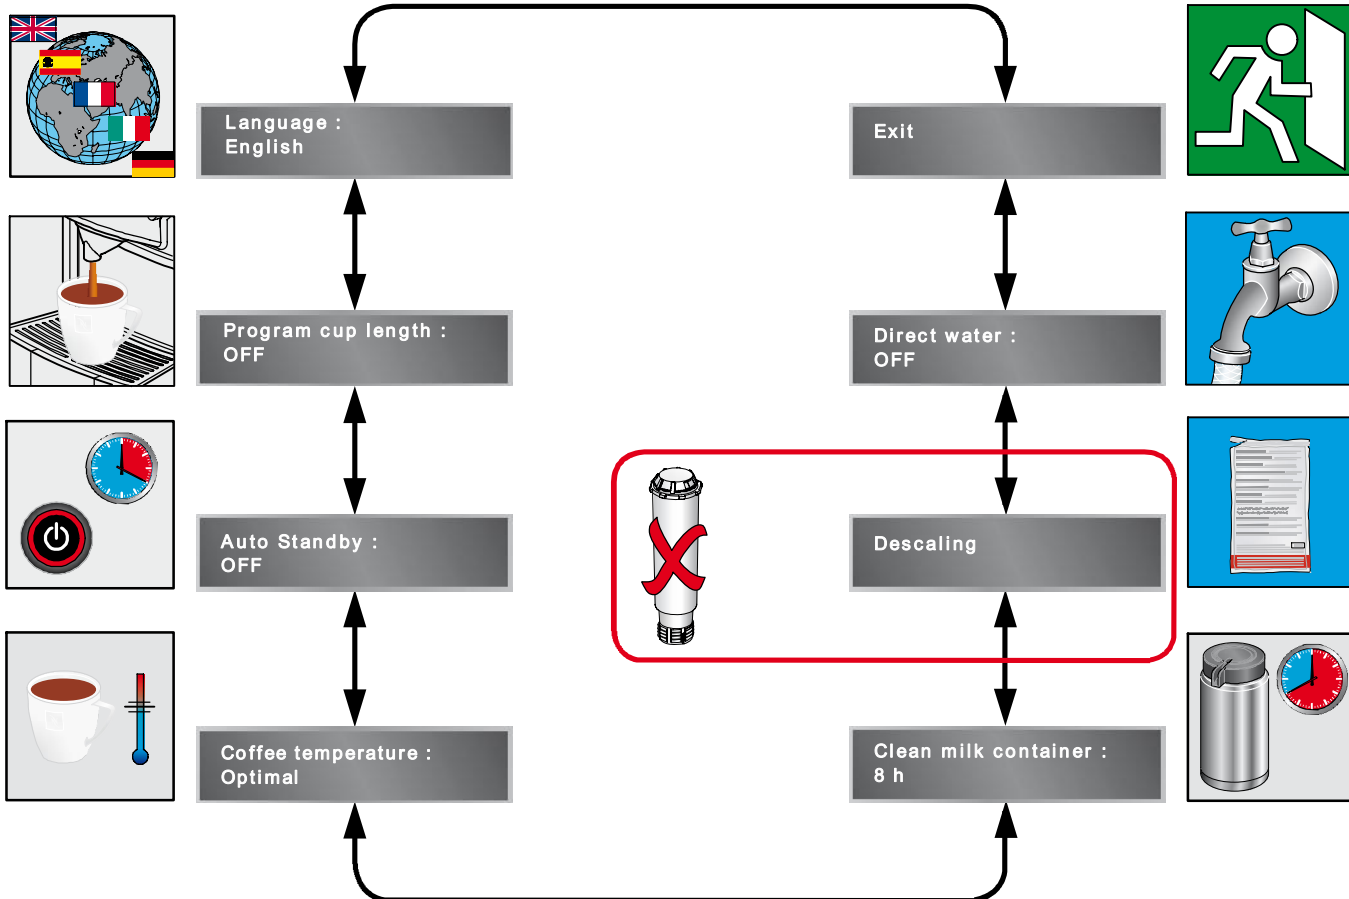 Language :
English
Program cup length :
OFF
Auto Standby :
OFF
Coffee temperature :
Optimal
Exit
Direct water :
OFF
Descaling
Clean milk container :
8 h